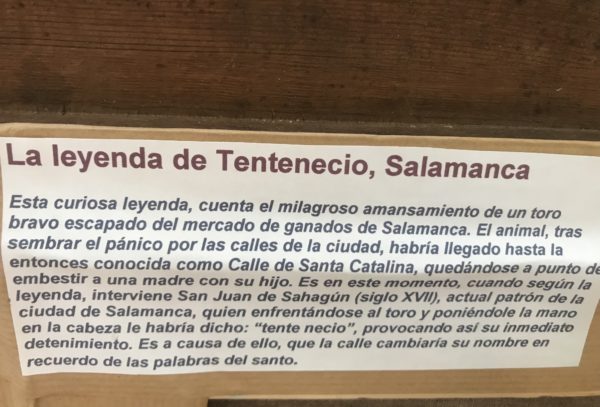 La leyenda de Tentenecio, Salamanca
Esta curiosa leyenda, cuenta el milagroso amansamiento de un toro
bravo escapado del mercado de ganados de Salamanca. El animal, tras
sembrar el pánico por las calles de la ciudad, habría llegado hasta la
entonces conocida como Calle de Santa Catalina, quedándose a punto de
embestir a una madre con su hijo. Es en este momento, cuando según la
leyenda, interviene San Juan de Sahagún (siglo XVII), actual patrón de la
ciudad de Salamanca, quien enfrentándose al toro y poniéndole la mano
en la cabeza le habría dicho: “tente necio”, provocando así su inmediato
detenimiento. Es a causa de ello, que la calle cambiaría su nombre en
recuerdo de las palabras del santo.